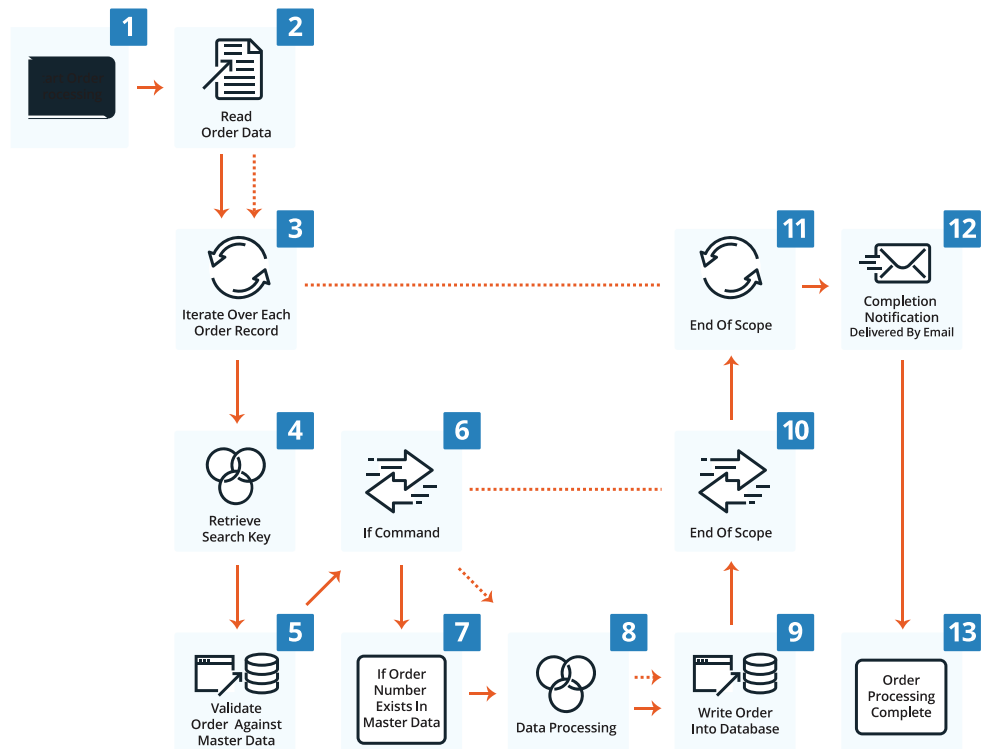 1
2
Read
Order Data
3
Iterate Over Each
Order Record
11
End Of Scope
12
Completion
Notification
Delivered By Email
4
Retrieve
Search Key
6
If Command
10
End Of Scope
5
Validate
Order Against
Master Data
7
If Order
Number
Exists In
Master Data
8
Data Processing
9
Write Order
Into Database
13
Order
Processing
Complete